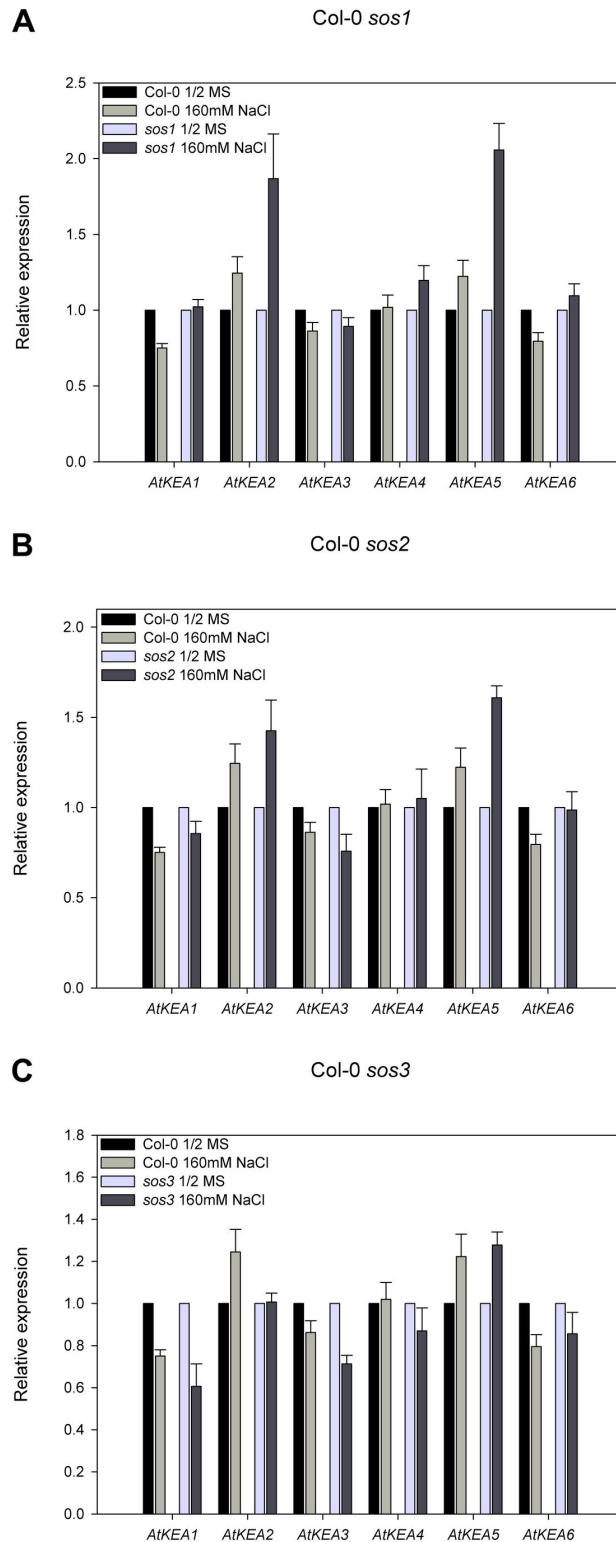 A
Col-0 sos1
2.5
2.0
1.5
1.0
0.5
0.0
Relative expression
Col-0 1/2 MS
Col-0 160mM NaCl
sos1 1/2 MS
sos1 160mM NaCl
AtKEA1 AtKEA2 AtKEA3 AtKEA4 AtKEA5 AtKEA6
B
Col-0 sos2
2.0
1.5
1.0
0.5
0.0
Relative expression
Col-0 1/2 MS
Col-0 160mM NaCl
sos2 1/2 MS
sos2 160mM NaCl
AtKEA1 AtKEA2 AtKEA3 AtKEA4 AtKEA5 AtKEA6
C
Col-0 sos3
1.8
1.6
1.4
1.2
1.0
0.8
0.6
0.4
0.2
0.0
Relative expression
Col-0 1/2 MS
Col-0 160mM NaCl
sos3 1/2 MS
sos3 160mM NaCl
AtKEA1 AtKEA2 AtKEA3 AtKEA4 AtKEA5 AtKEA6